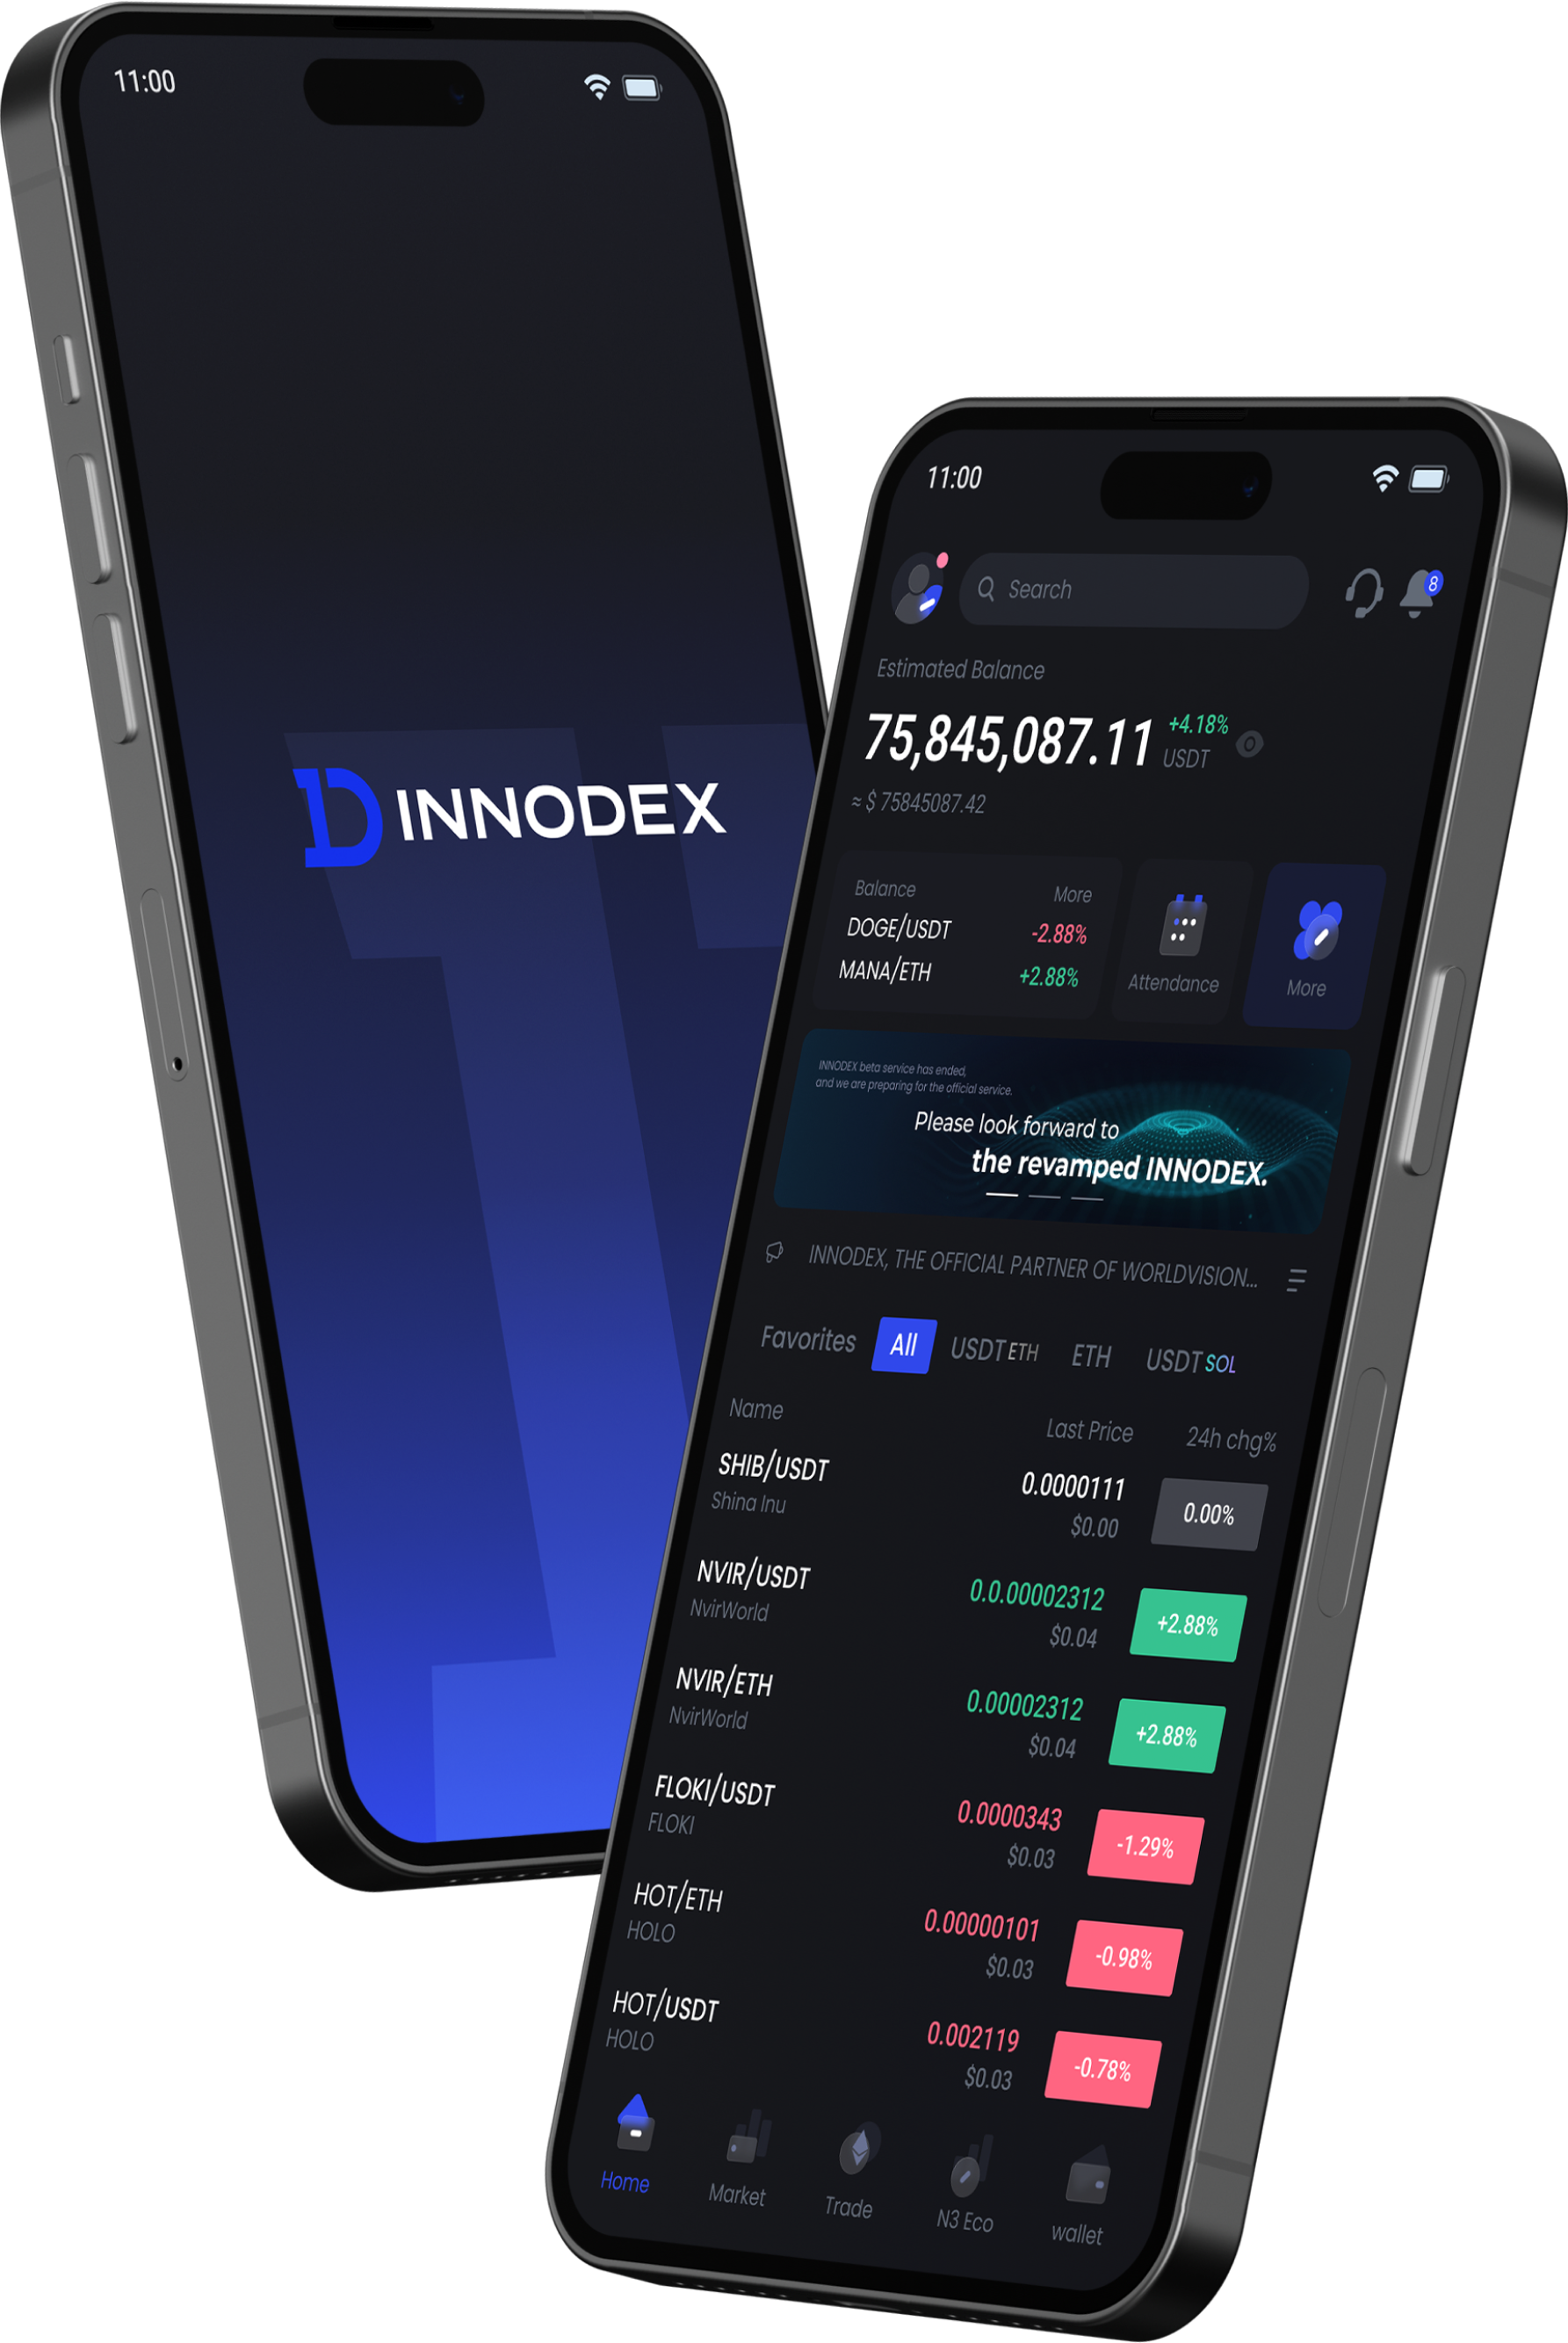 11:00
INNODEX
11:00
Search
8
Estimated Balance
75,845,087.11
+4.18%
USDT
≈ $ 75845087.42
Balance More
DOGE/USDT -2.88%
MANA/ETH +2.88%
Attendance
More
INNODEX beta service has ended,
and we are preparing for the official service.
Please look forward to
the revamped INNODEX.
INNODEX, THE OFFICIAL PARTNER OF WORLDVISION...
Favorites All USDT ETH ETH USDT SOL
Name Last Price 24h chg%
SHIB/USDT 0.0000111 0.00%
Shina Inu $0.00
NVIR/USDT 0.0.00002312 +2.88%
NvirWorld $0.04
NVIR/ETH 0.00002312 +2.88%
NvirWorld $0.04
FLOKI/USDT 0.0000343 -1.29%
FLOKI $0.03
HOT/ETH 0.00000101 -0.98%
HOLO $0.03
HOT/USDT 0.002119 -0.78%
HOLO $0.03
Home Market Trade N3 Eco wallet